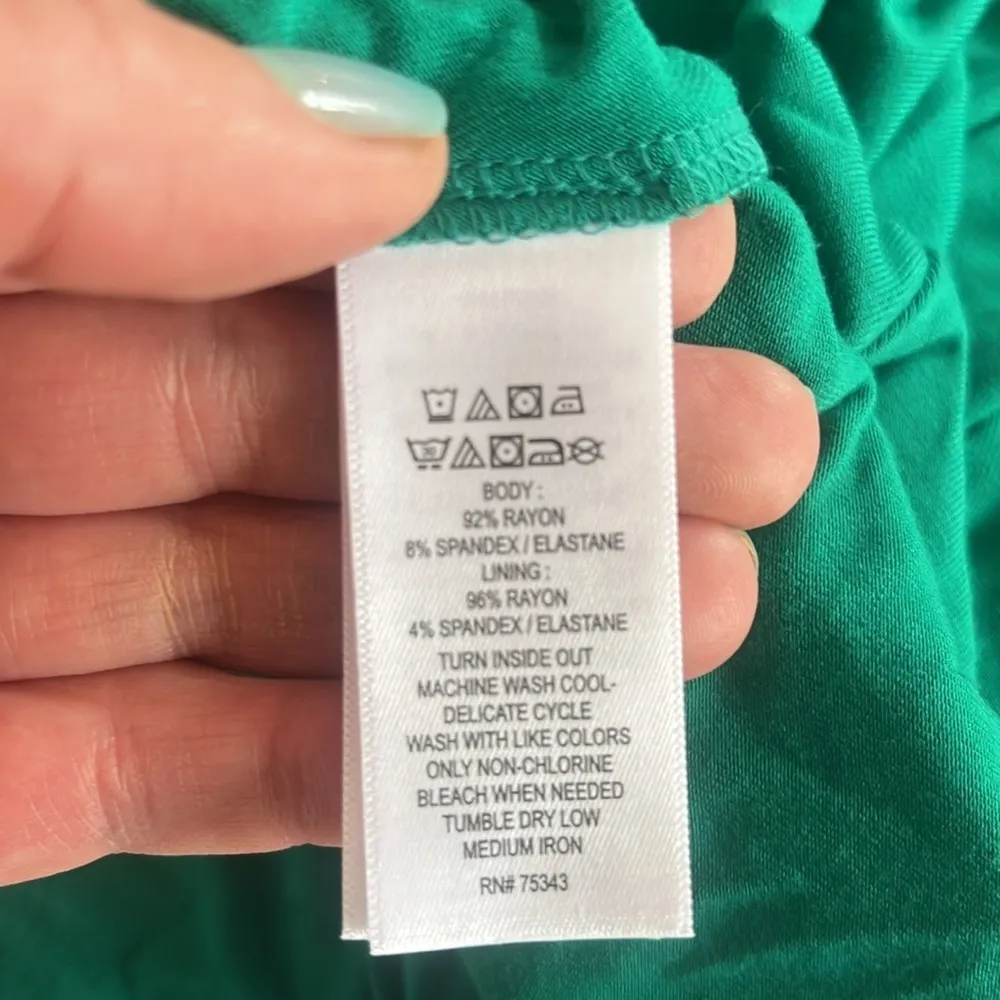 30
BODY :
92% RAYON
8% SPANDEX / ELASTANE
LINING :
96% RAYON
4% SPANDEX / ELASTANE
TURN INSIDE OUT
MACHINE WASH COOL-
DELICATE CYCLE
WASH WITH LIKE COLORS
ONLY NON-CHLORINE
BLEACH WHEN NEEDED
TUMBLE DRY LOW
MEDIUM IRON
RN# 75343